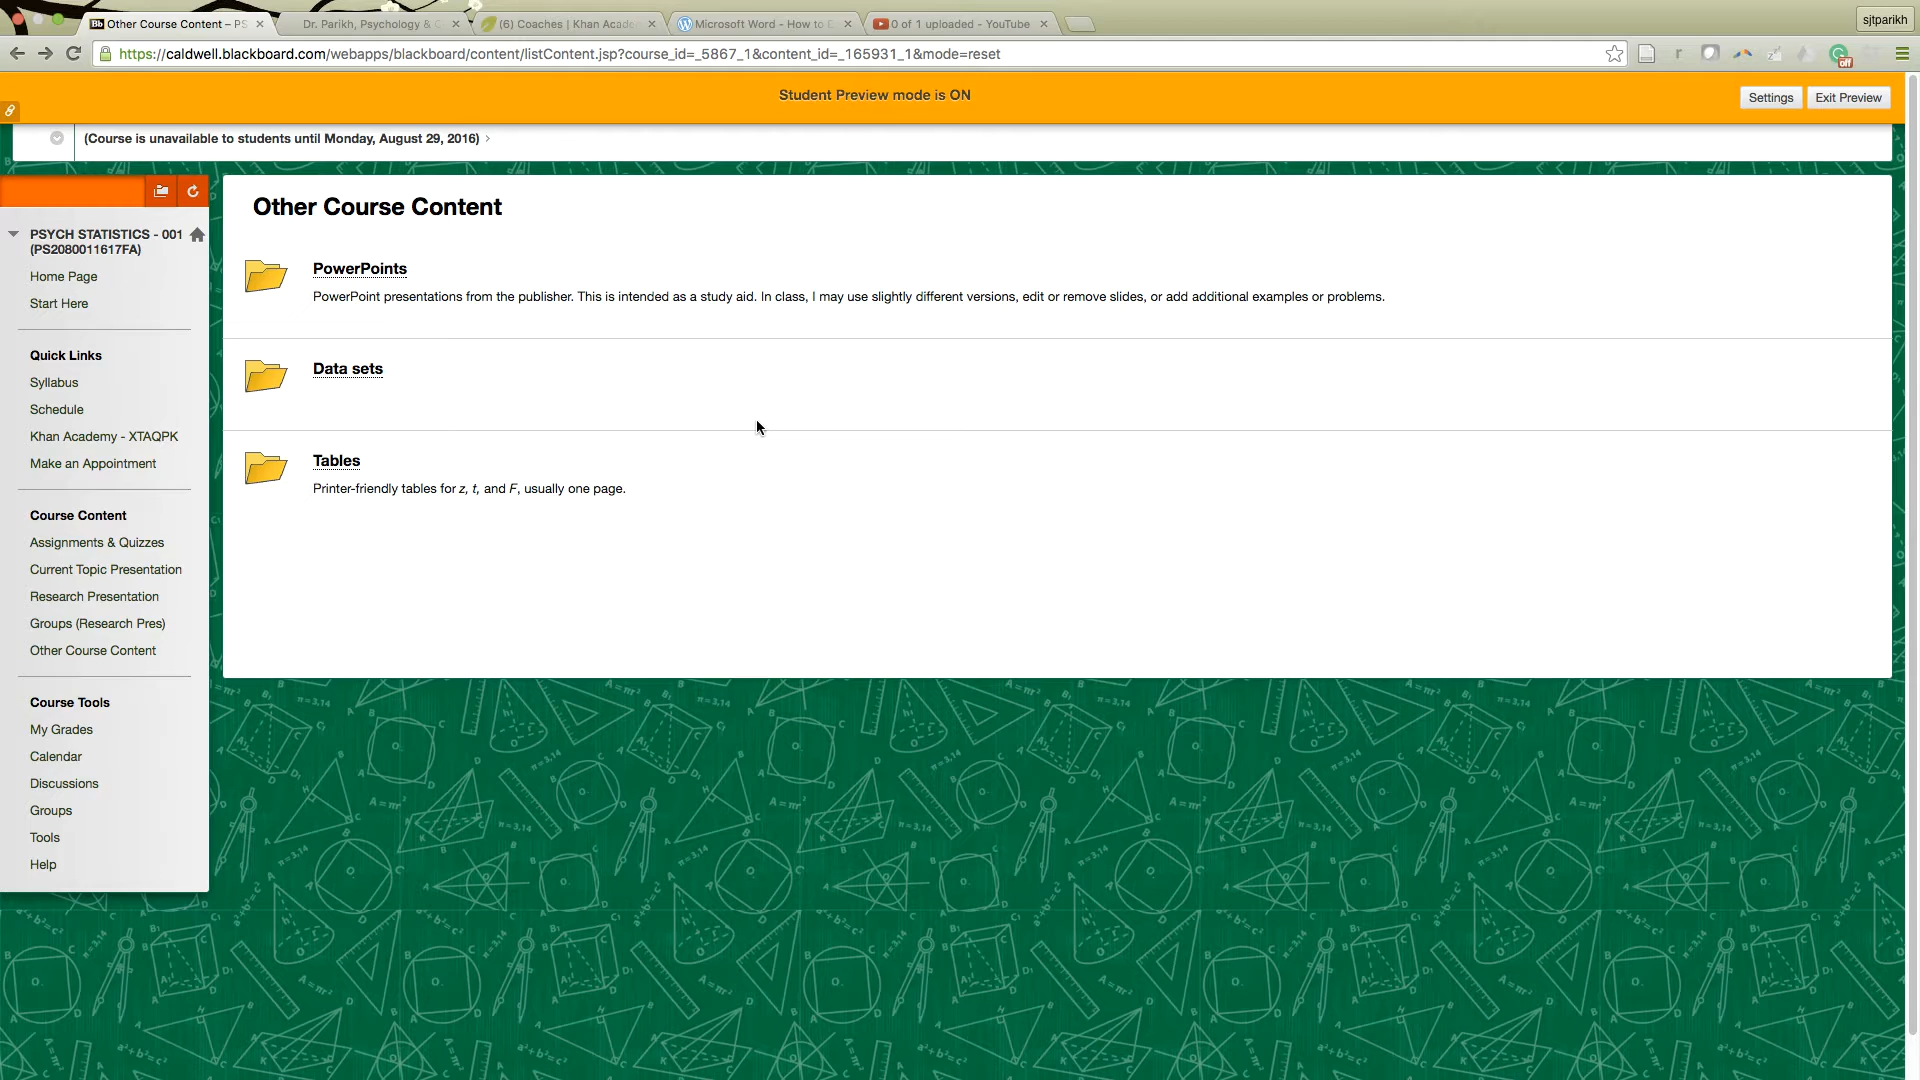 Other Course Content – PS
Dr. Parikh, Psychology & C
(6) Coaches | Khan Acade
Microsoft Word - How to E
0 of 1 uploaded - YouTube
sjtparikh
https://caldwell.blackboard.com/webapps/blackboard/content/listContent.jsp?course_id=_5867_1&content_id=_165931_1&mode=reset
off
Student Preview mode is ON
Settings
Exit Preview
(Course is unavailable to students until Monday, August 29, 2016)
PSYCH STATISTICS - 001
(PS2080011617FA)
Home Page
Start Here
Quick Links
Syllabus
Schedule
Khan Academy - XTAQPK
Make an Appointment
Course Content
Assignments & Quizzes
Current Topic Presentation
Research Presentation
Groups (Research Pres)
Other Course Content
Course Tools
My Grades
Calendar
Discussions
Groups
Tools
Help
Other Course Content
PowerPoints
PowerPoint presentations from the publisher. This is intended as a study aid. In class, I may use slightly different versions, edit or remove slides, or add additional examples or problems.
Data sets
Tables
Printer-friendly tables for z, t, and F, usually one page.